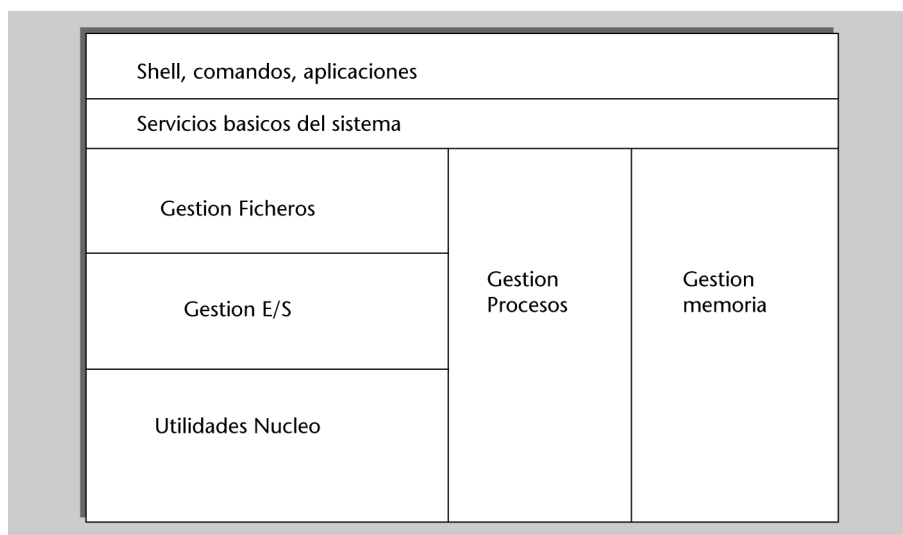 Shell, comandos, aplicaciones
Servicios basicos del sistema
Gestion Ficheros
Gestion E/S
Utilidades Nucleo
Gestion
Procesos
Gestion
memoria